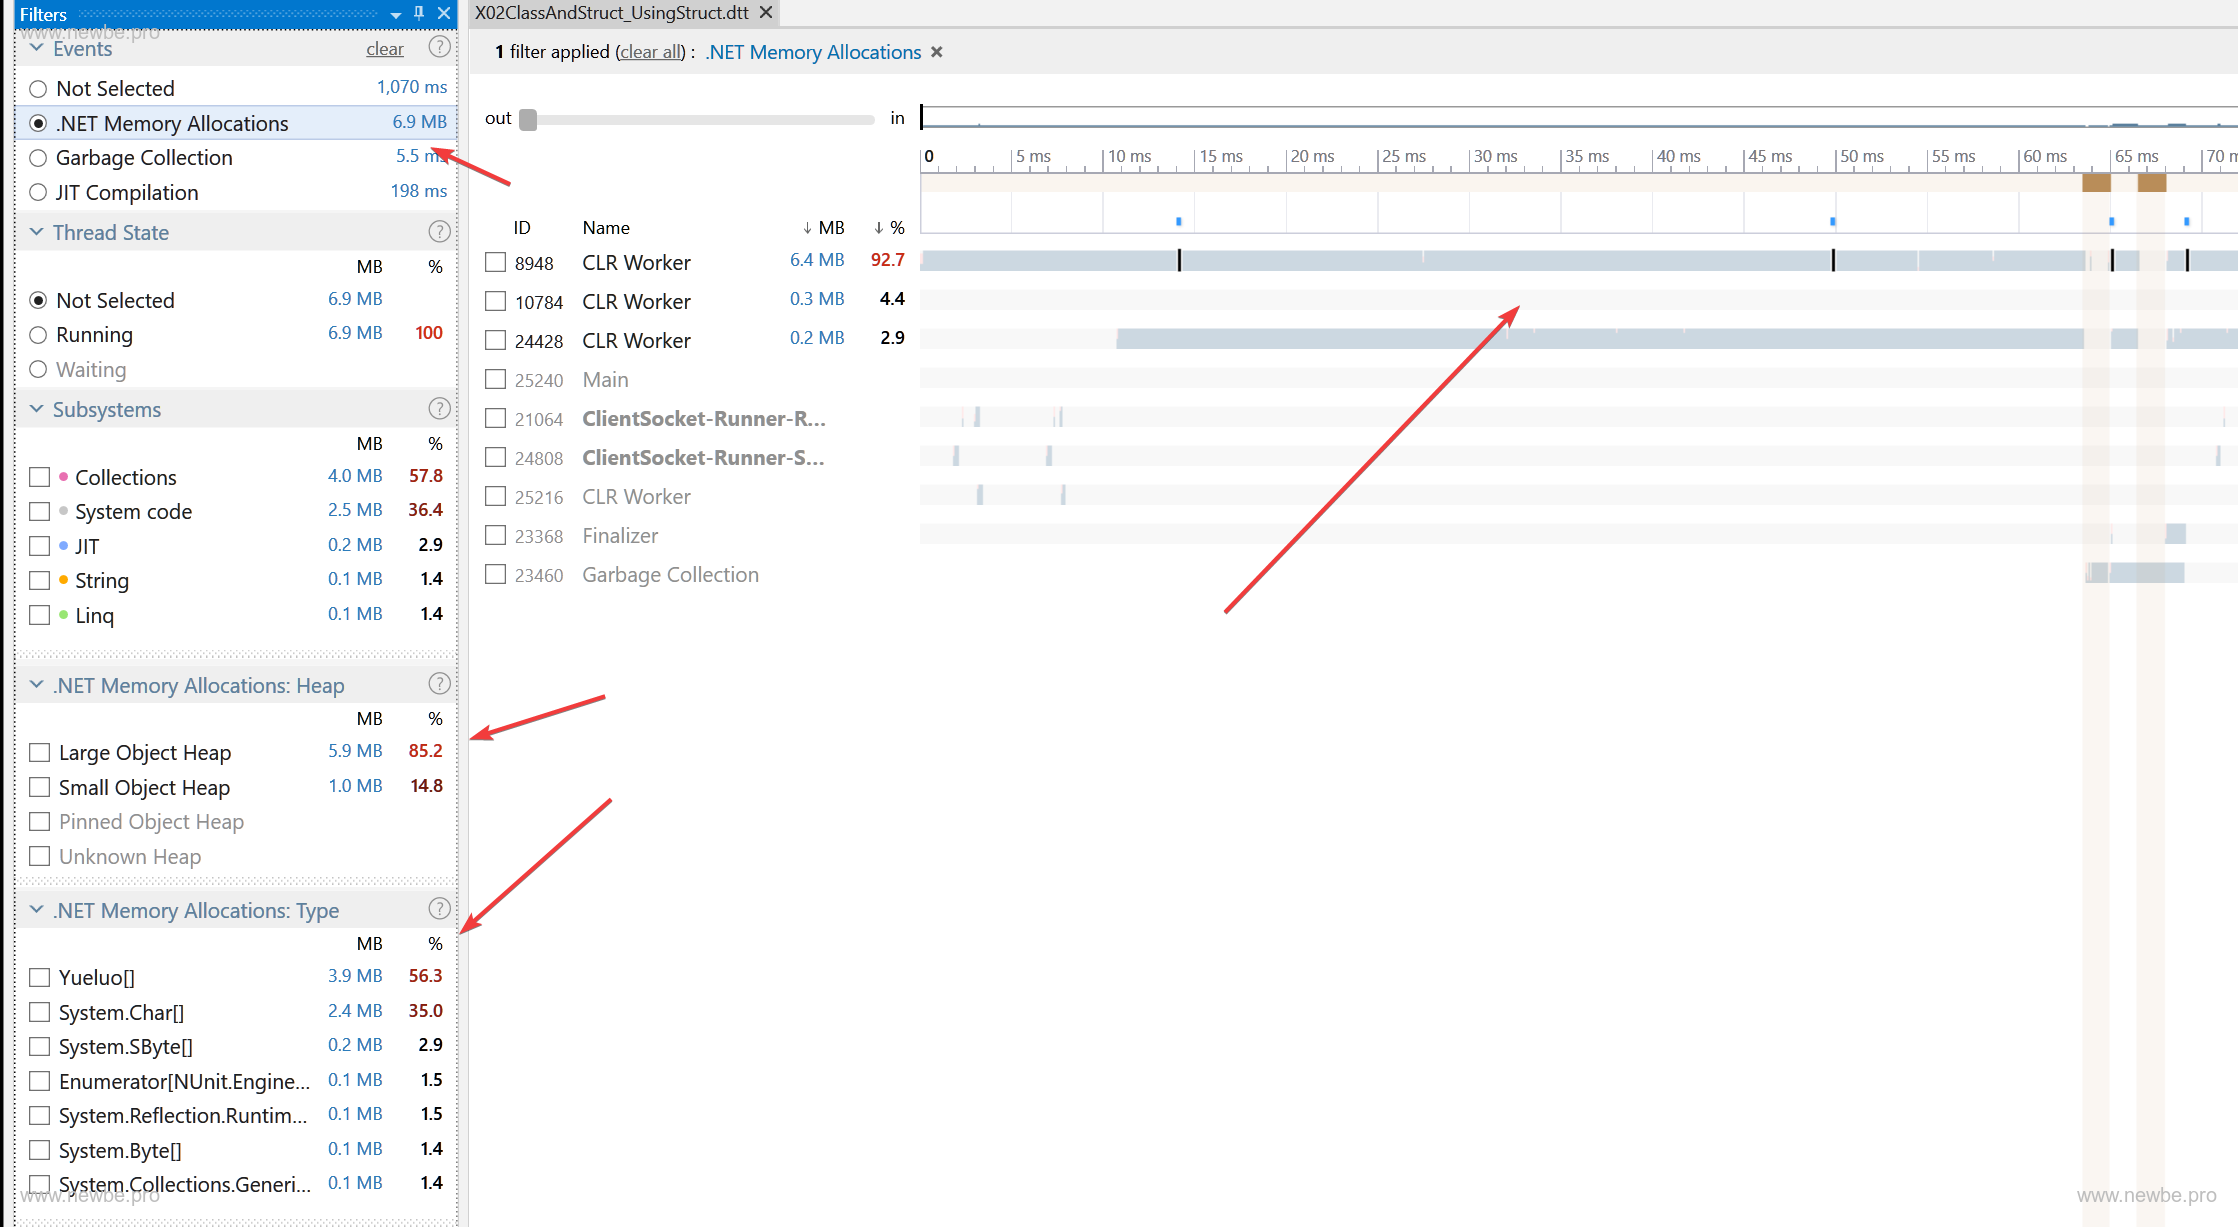 Filters
www.newbe.pro
Events clear ?
Not Selected 1,070 ms
.NET Memory Allocations 6.9 MB
Garbage Collection 5.5 ms
JIT Compilation 198 ms
Thread State ?
MB %
Not Selected 6.9 MB
Running 6.9 MB 100
Waiting
Subsystems ?
MB %
Collections 4.0 MB 57.8
System code 2.5 MB 36.4
JIT 0.2 MB 2.9
String 0.1 MB 1.4
Linq 0.1 MB 1.4
.NET Memory Allocations: Heap ?
MB %
Large Object Heap 5.9 MB 85.2
Small Object Heap 1.0 MB 14.8
Pinned Object Heap
Unknown Heap
.NET Memory Allocations: Type ?
MB %
Yueluo[] 3.9 MB 56.3
System.Char[] 2.4 MB 35.0
System.SByte[] 0.2 MB 2.9
Enumerator[NUnit.Engine... 0.1 MB 1.5
System.Reflection.Runtim... 0.1 MB 1.5
System.Byte[] 0.1 MB 1.4
System.Collections.Generi... 0.1 MB 1.4
www.newbe.pro
X02ClassAndStruct_UsingStruct.dtt
1 filter applied (clear all) : .NET Memory Allocations
out in
0 5 ms 10 ms 15 ms 20 ms 25 ms 30 ms 35 ms 40 ms 45 ms 50 ms 55 ms 60 ms 65 ms 70 m
ID Name ↓ MB ↓ %
8948 CLR Worker 6.4 MB 92.7
10784 CLR Worker 0.3 MB 4.4
24428 CLR Worker 0.2 MB 2.9
25240 Main
21064 ClientSocket-Runner-R...
24808 ClientSocket-Runner-S...
25216 CLR Worker
23368 Finalizer
23460 Garbage Collection
www.newbe.pro